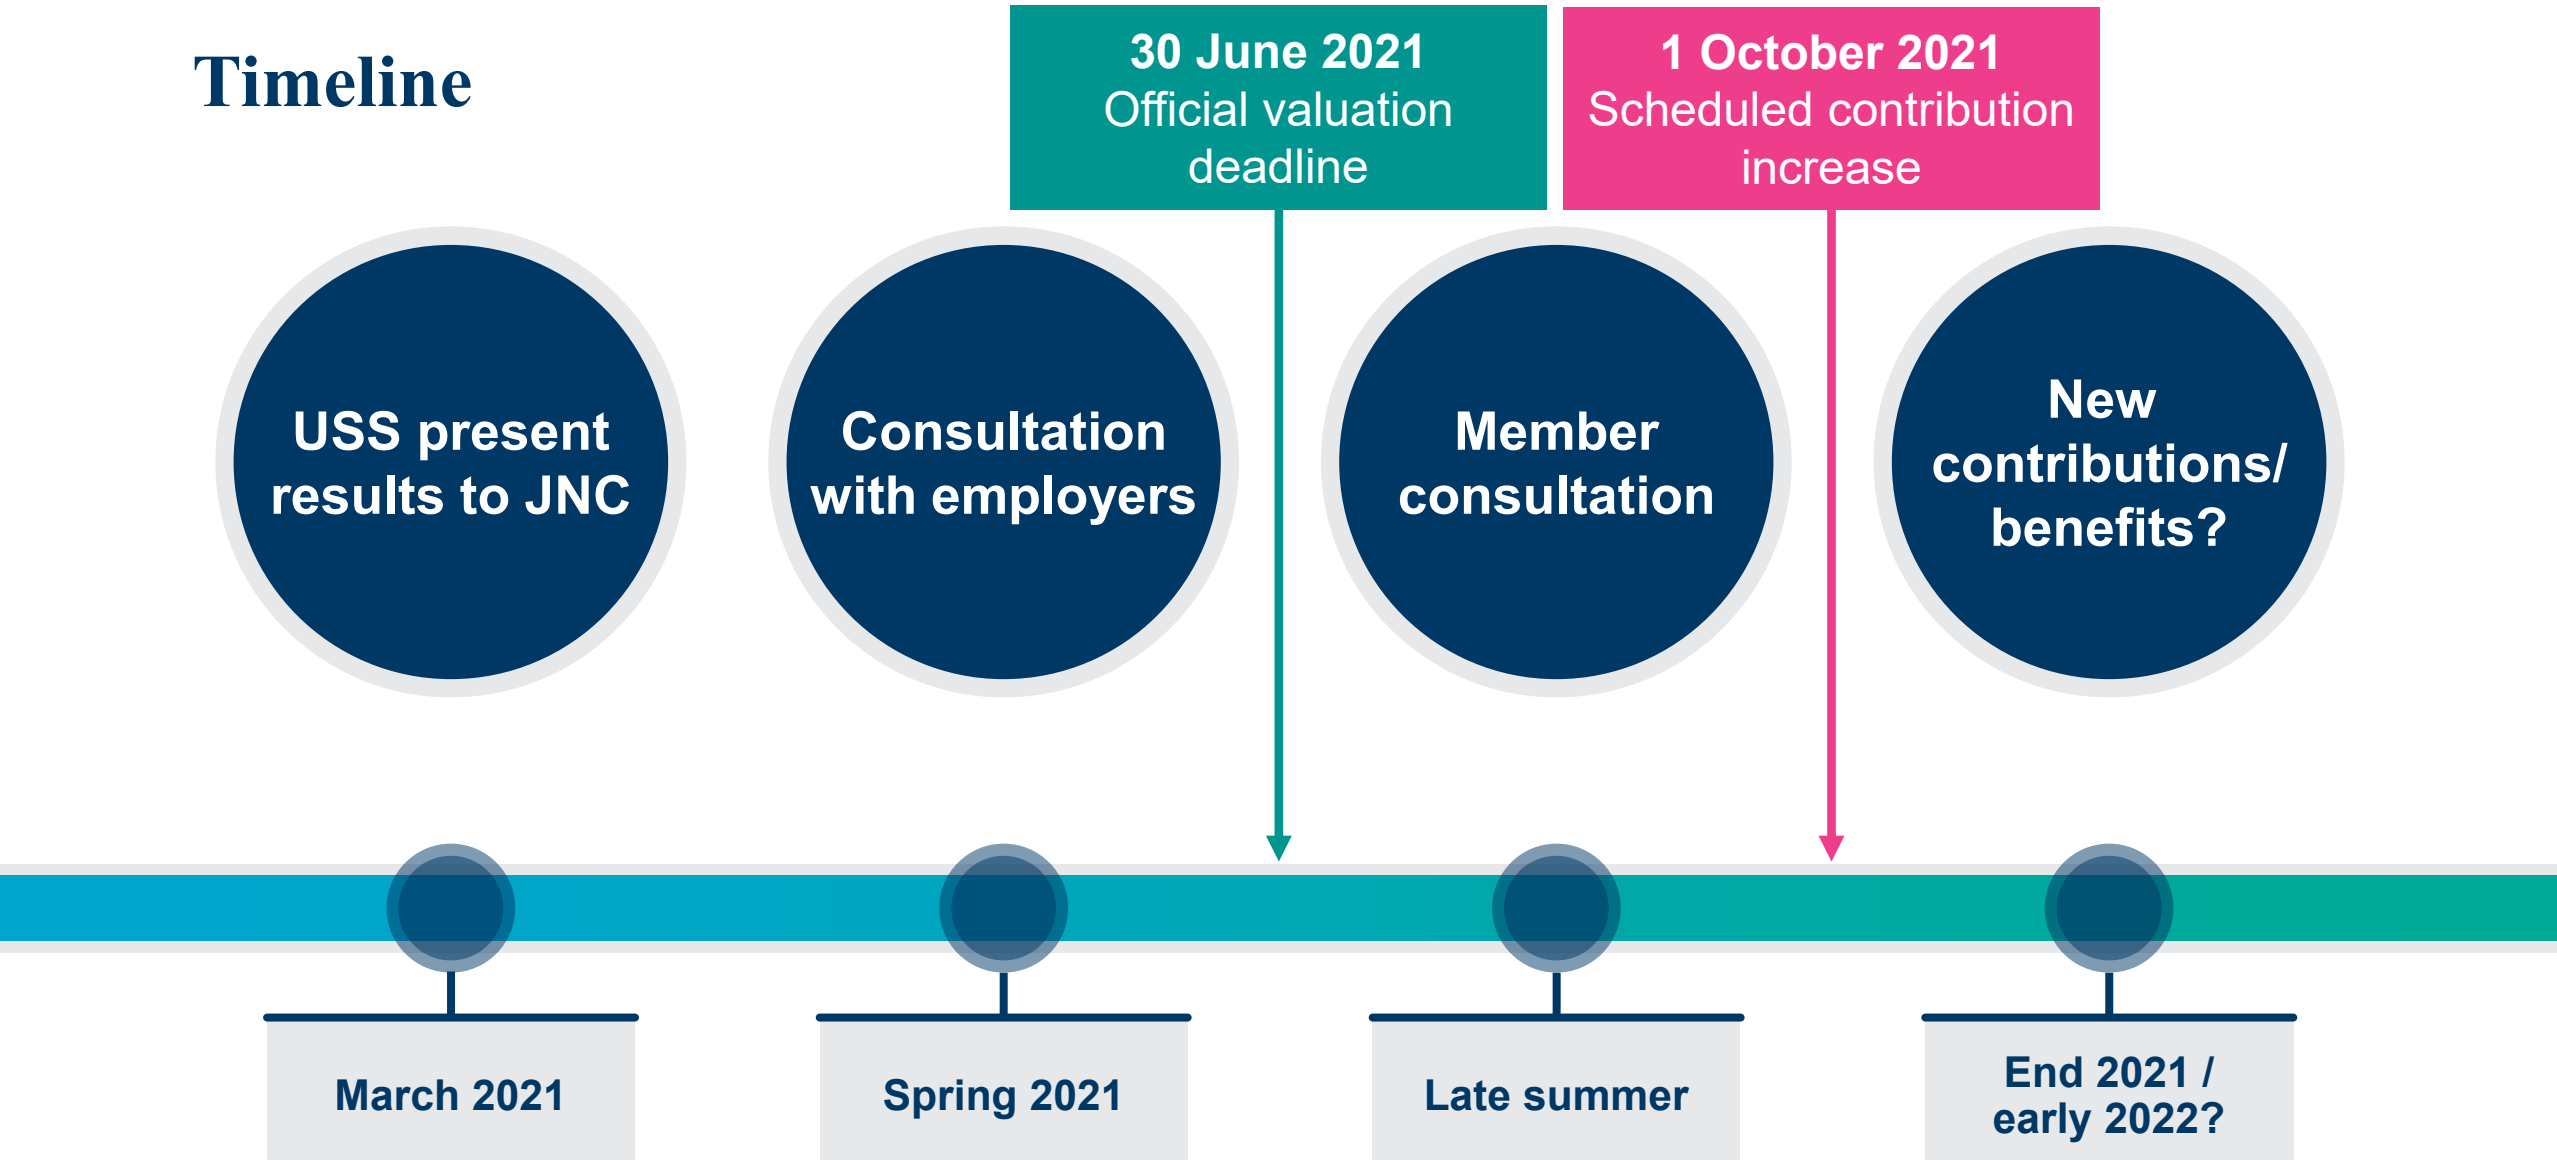 Timeline
30 June 2021
Official valuation
deadline
1 October 2021
Scheduled contribution
increase
USS present
results to JNC
Consultation
with employers
Member
consultation
New
contributions/
benefits?
March 2021
Spring 2021
Late summer
End 2021 /
early 2022?